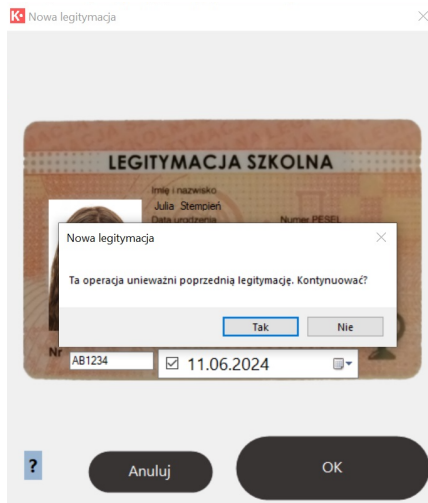 K Nowa legitymacja
LEGITYMACJA SZKOLNA
Imię i nazwisko
Julia Stempień
Data urodzenia Numer PESEL
Nowa legitymacja
Ta operacja unieważni poprzednią legitymację. Kontynuować?
Tak Nie
Nr AB1234 11.06.2024
? Anuluj OK